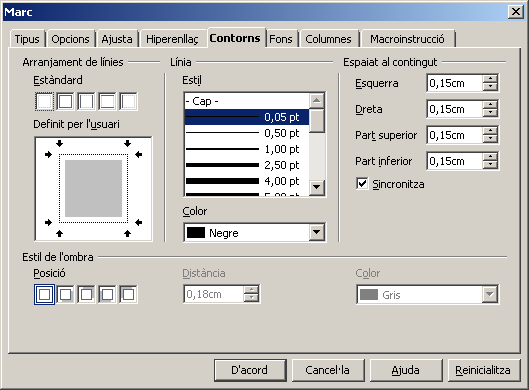 Marc
Tipus Opcions Ajusta Hiperenllaç Contorns Fons Columnes Macroinstrucció
Arranjament de línies
Estàndard
Definit per l'usuari
Línia
Estil
- Cap -
0,05 pt
0,50 pt
1,00 pt
2,50 pt
4,00 pt
5,00 pt
Color
Negre
Espaiat al contingut
Esquerra 0,15cm
Dreta 0,15cm
Part superior 0,15cm
Part inferior 0,15cm
Sincronitza
Estil de l'ombra
Posició
Distància
0,18cm
Color
Gris
D'acord Cancel·la Ajuda Reinicialitza